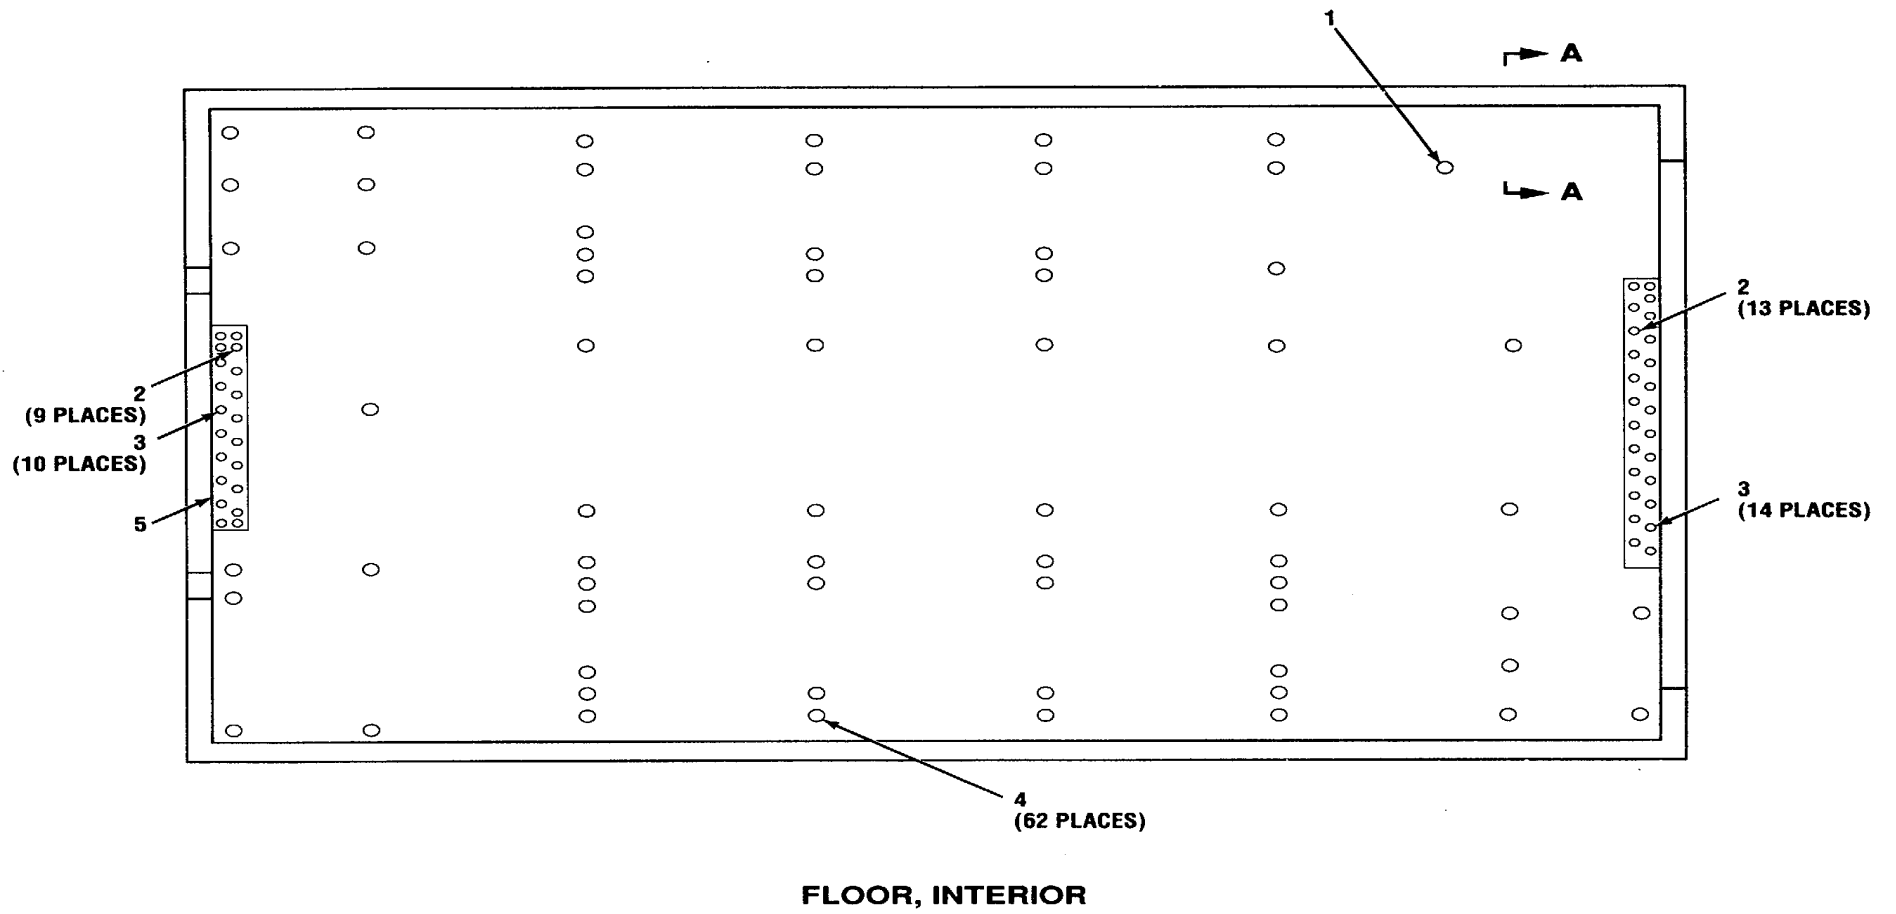 1
A
A
2
(13 PLACES)
2
(9 PLACES)
3
(10 PLACES)
5
3
(14 PLACES)
4
(62 PLACES)
FLOOR, INTERIOR